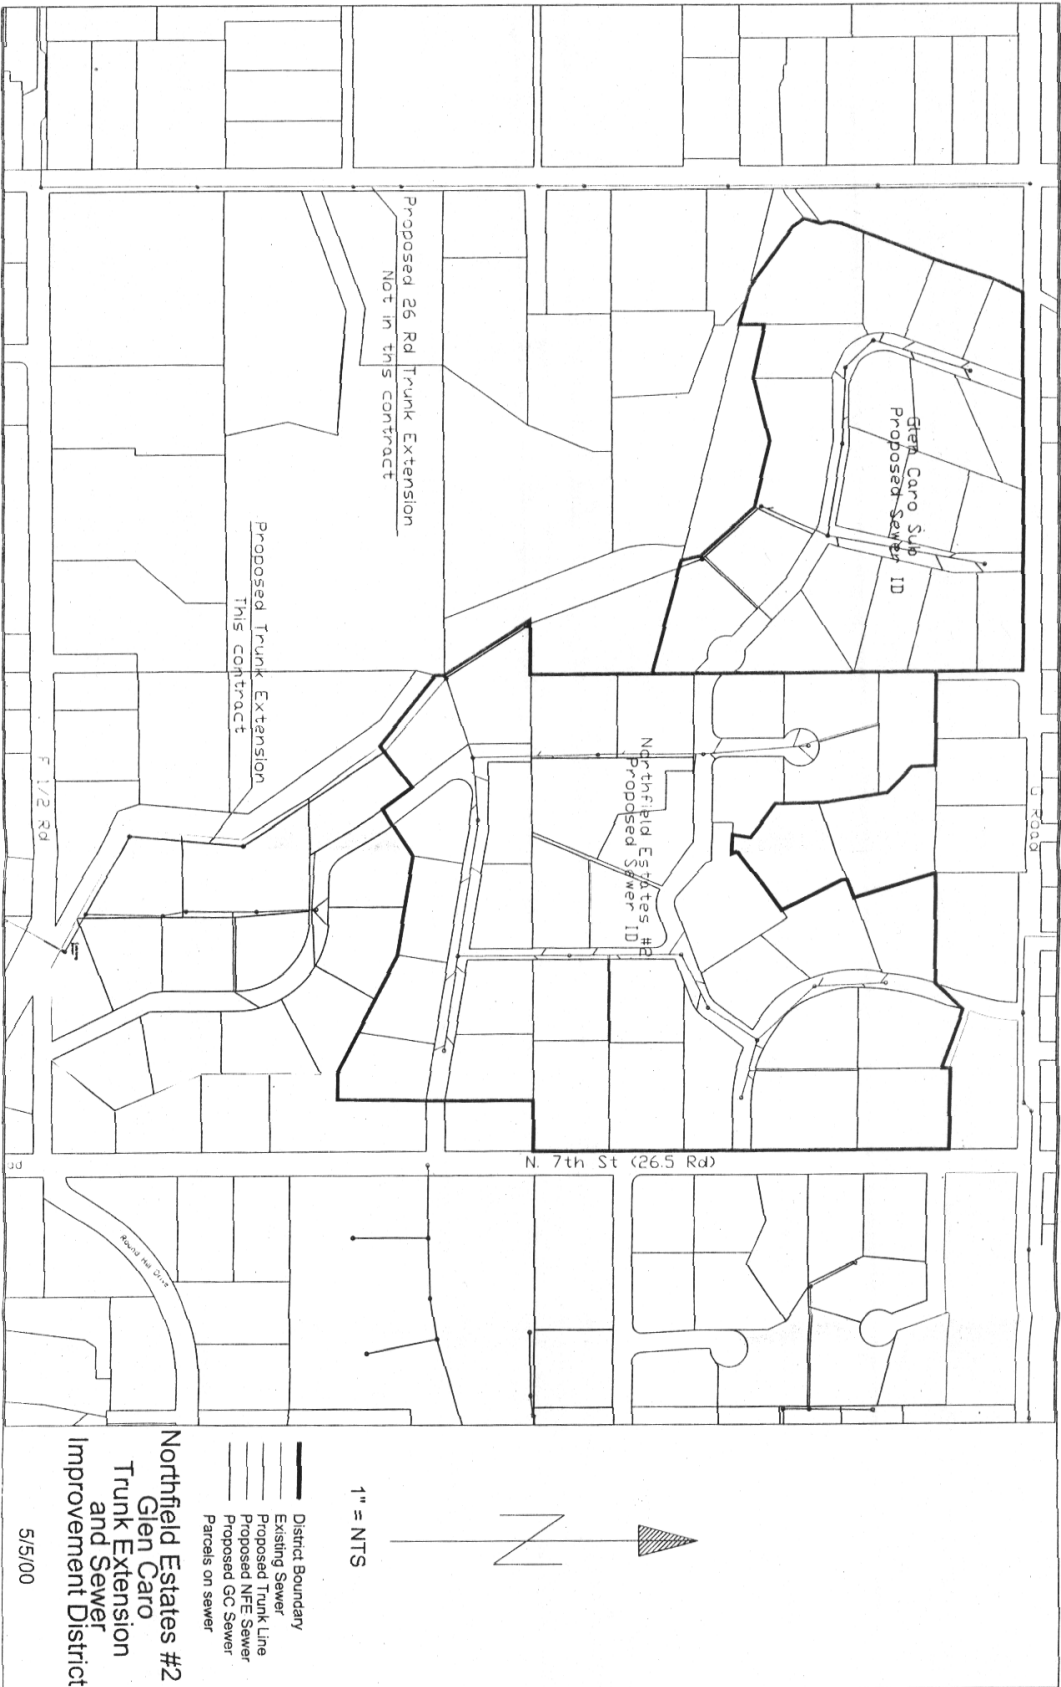 Proposed 26 Rd Trunk Extension
Not in this contract
Glen Caro Sub
Proposed Sewer ID
Proposed Trunk Extension
This contract
Northfield Estates #2
Proposed Sewer ID
F 1/2 Rd
G Road
N. 7th St (26.5 Rd)
Round Hill Drive
1" = NTS
N
District Boundary
Existing Sewer
Proposed Trunk Line
Proposed NFE Sewer
Proposed GC Sewer
Parcels on sewer
Northfield Estates #2
Glen Caro
Trunk Extension
and Sewer
Improvement District
5/5/00